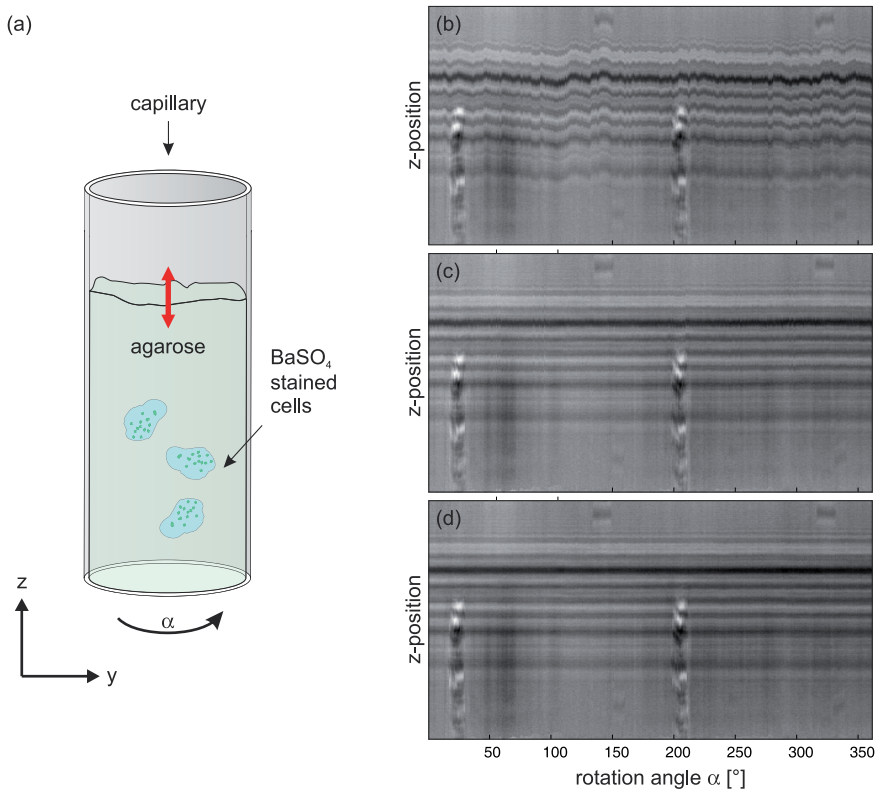 (a)
capillary
agarose
BaSO₄
stained
cells
z
α
y
(b)
z-position
(c)
z-position
(d)
z-position
50 100 150 200 250 300 350
rotation angle α [°]